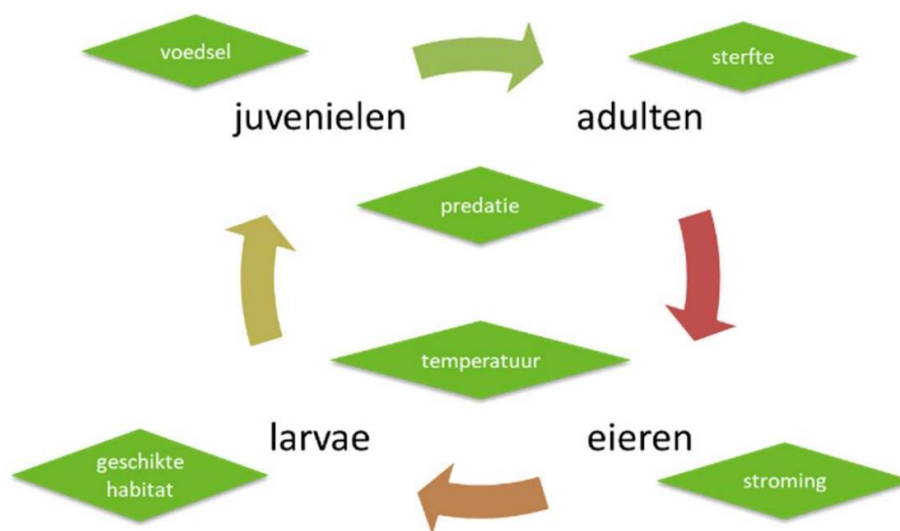 voedsel
sterfte
juvenielen
adulten
predatie
temperatuur
larvae
eieren
geschikte
habitat
stroming